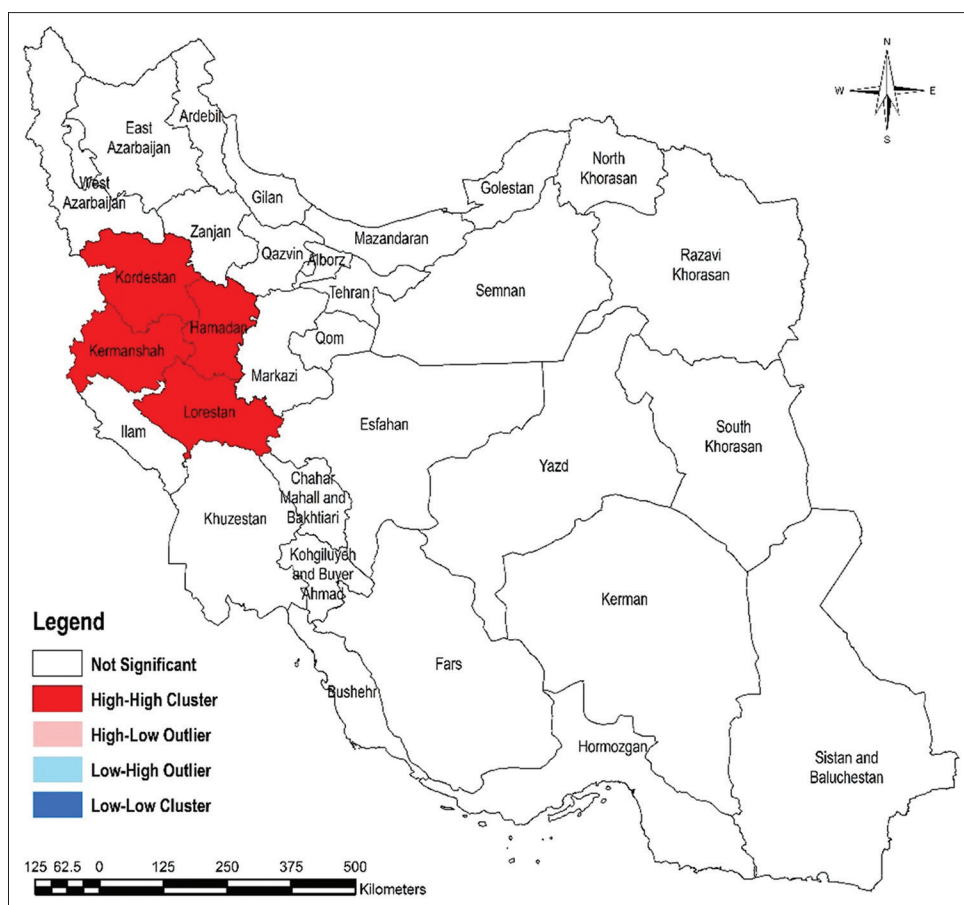 N
W E
S
Ardebil
East
Azarbaijan
West
Azarbaijan
Gilan
Golestan
North
Khorasan
Zanjan
Mazandaran
Qazvin
Alborz
Razavi
Khorasan
Kordestan
Tehran
Semnan
Hamadan
Qom
Kermanshah
Markazi
Lorestan
Ilam
Esfahan
South
Khorasan
Yazd
Chahar
Mahall and
Bakhtiari
Khuzestan
Kohgiluyeh
and Buyer
Ahmad
Kerman
Fars
Bushehr
Hormozgan
Sistan and
Baluchestan
Legend
Not Significant
High-High Cluster
High-Low Outlier
Low-High Outlier
Low-Low Cluster
125 62.5 0 125 250 375 500
Kilometers